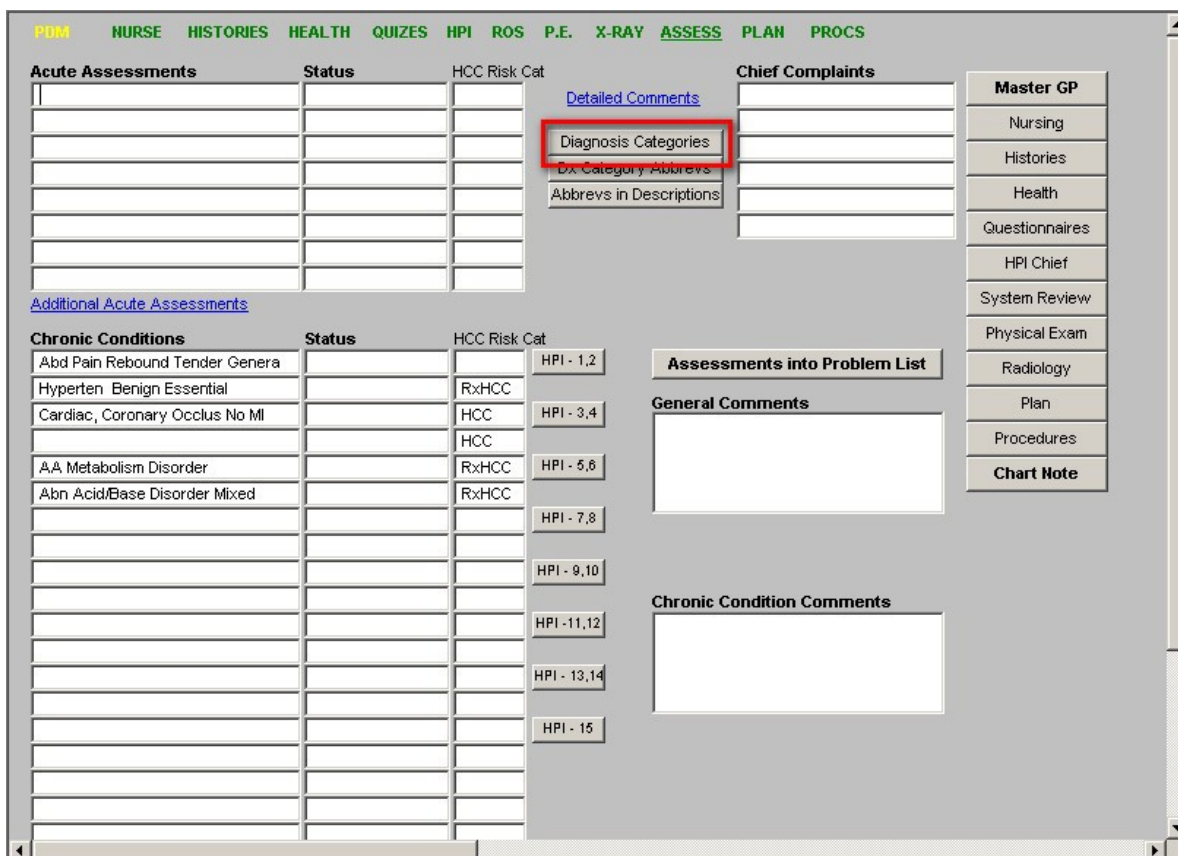 PDM NURSE HISTORIES HEALTH QUIZES HPI ROS P.E. X-RAY ASSESS PLAN PROCS
Acute Assessments Status HCC Risk Cat
Detailed Comments
Diagnosis Categories
Dx Category Abbrevs
Abbrevs in Descriptions
Chief Complaints
Additional Acute Assessments
Chronic Conditions Status HCC Risk Cat
Abd Pain Rebound Tender Genera
Hyperten Benign Essential RxHCC
Cardiac, Coronary Occlus No MI HCC
HCC
AA Metabolism Disorder RxHCC
Abn Acid/Base Disorder Mixed RxHCC
HPI - 1,2
HPI - 3,4
HPI - 5,6
HPI - 7,8
HPI - 9,10
HPI -11,12
HPI - 13,14
HPI - 15
Assessments into Problem List
General Comments
Chronic Condition Comments
Master GP
Nursing
Histories
Health
Questionnaires
HPI Chief
System Review
Physical Exam
Radiology
Plan
Procedures
Chart Note